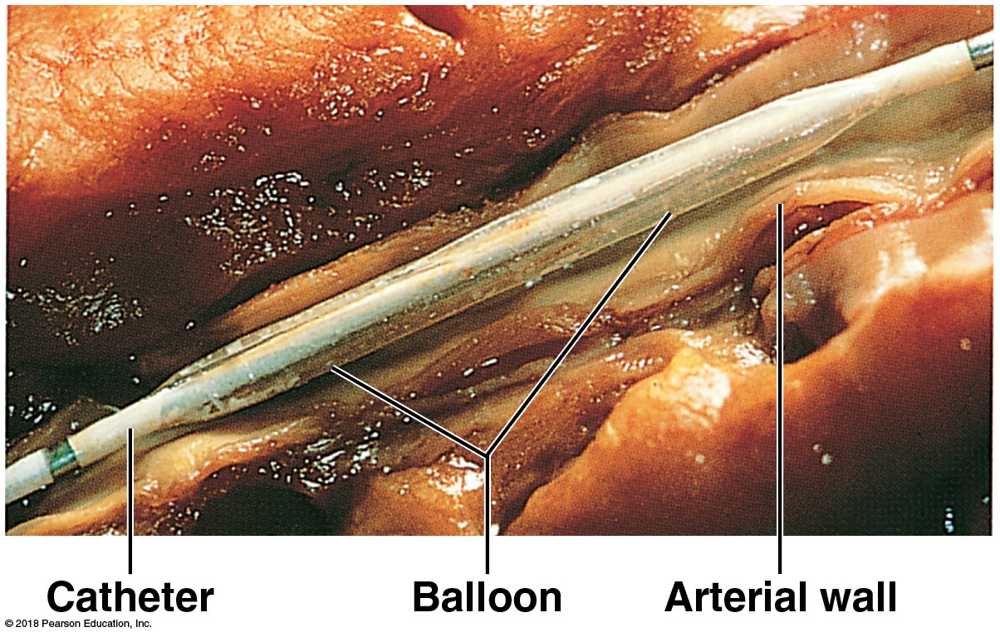 Catheter
Balloon
Arterial wall
© 2018 Pearson Education, Inc.